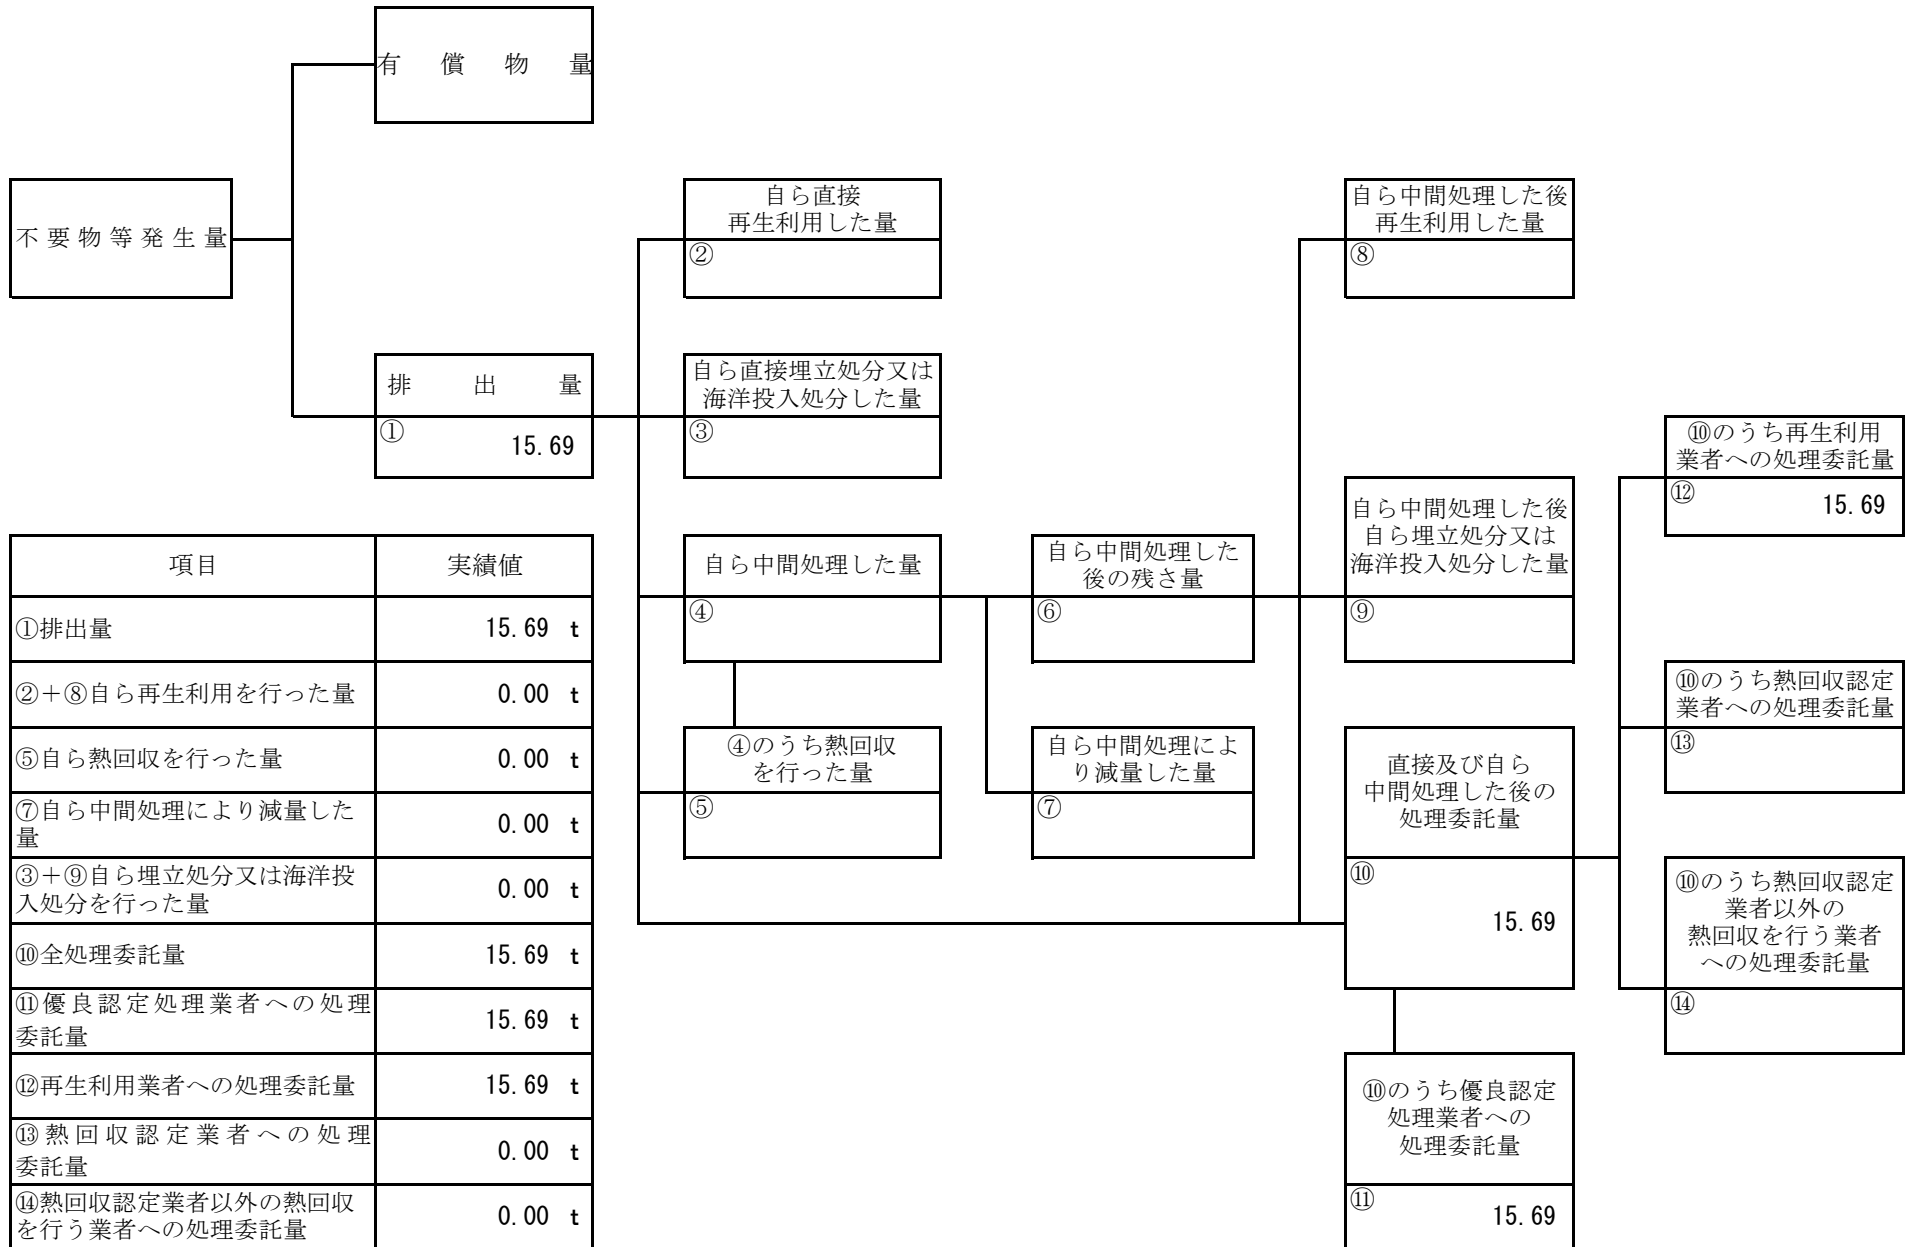 有償物量
不要物等発生量
排出量
①
15.69
自ら直接
再生利用した量
②
自ら直接埋立処分又は
海洋投入処分した量
③
自ら中間処理した量
④
④のうち熱回収
を行った量
⑤
自ら中間処理した
後の残さ量
⑥
自ら中間処理によ
り減量した量
⑦
自ら中間処理した後
再生利用した量
⑧
自ら中間処理した後
自ら埋立処分又は
海洋投入処分した量
⑨
直接及び自ら
中間処理した後の
処理委託量
⑩
15.69
⑩のうち優良認定
処理業者への
処理委託量
⑪
15.69
⑩のうち再生利用
業者への処理委託量
⑫
15.69
⑩のうち熱回収認定
業者への処理委託量
⑬
⑩のうち熱回収認定
業者以外の
熱回収を行う業者
への処理委託量
⑭
項目 実績値
①排出量 15.69 t
②+⑧自ら再生利用を行った量 0.00 t
⑤自ら熱回収を行った量 0.00 t
⑦自ら中間処理により減量した
量 0.00 t
③+⑨自ら埋立処分又は海洋投
入処分を行った量 0.00 t
⑩全処理委託量 15.69 t
⑪優良認定処理業者への処理
委託量 15.69 t
⑫再生利用業者への処理委託量 15.69 t
⑬熱回収認定業者への処理
委託量 0.00 t
⑭熱回収認定業者以外の熱回収
を行う業者への処理委託量 0.00 t